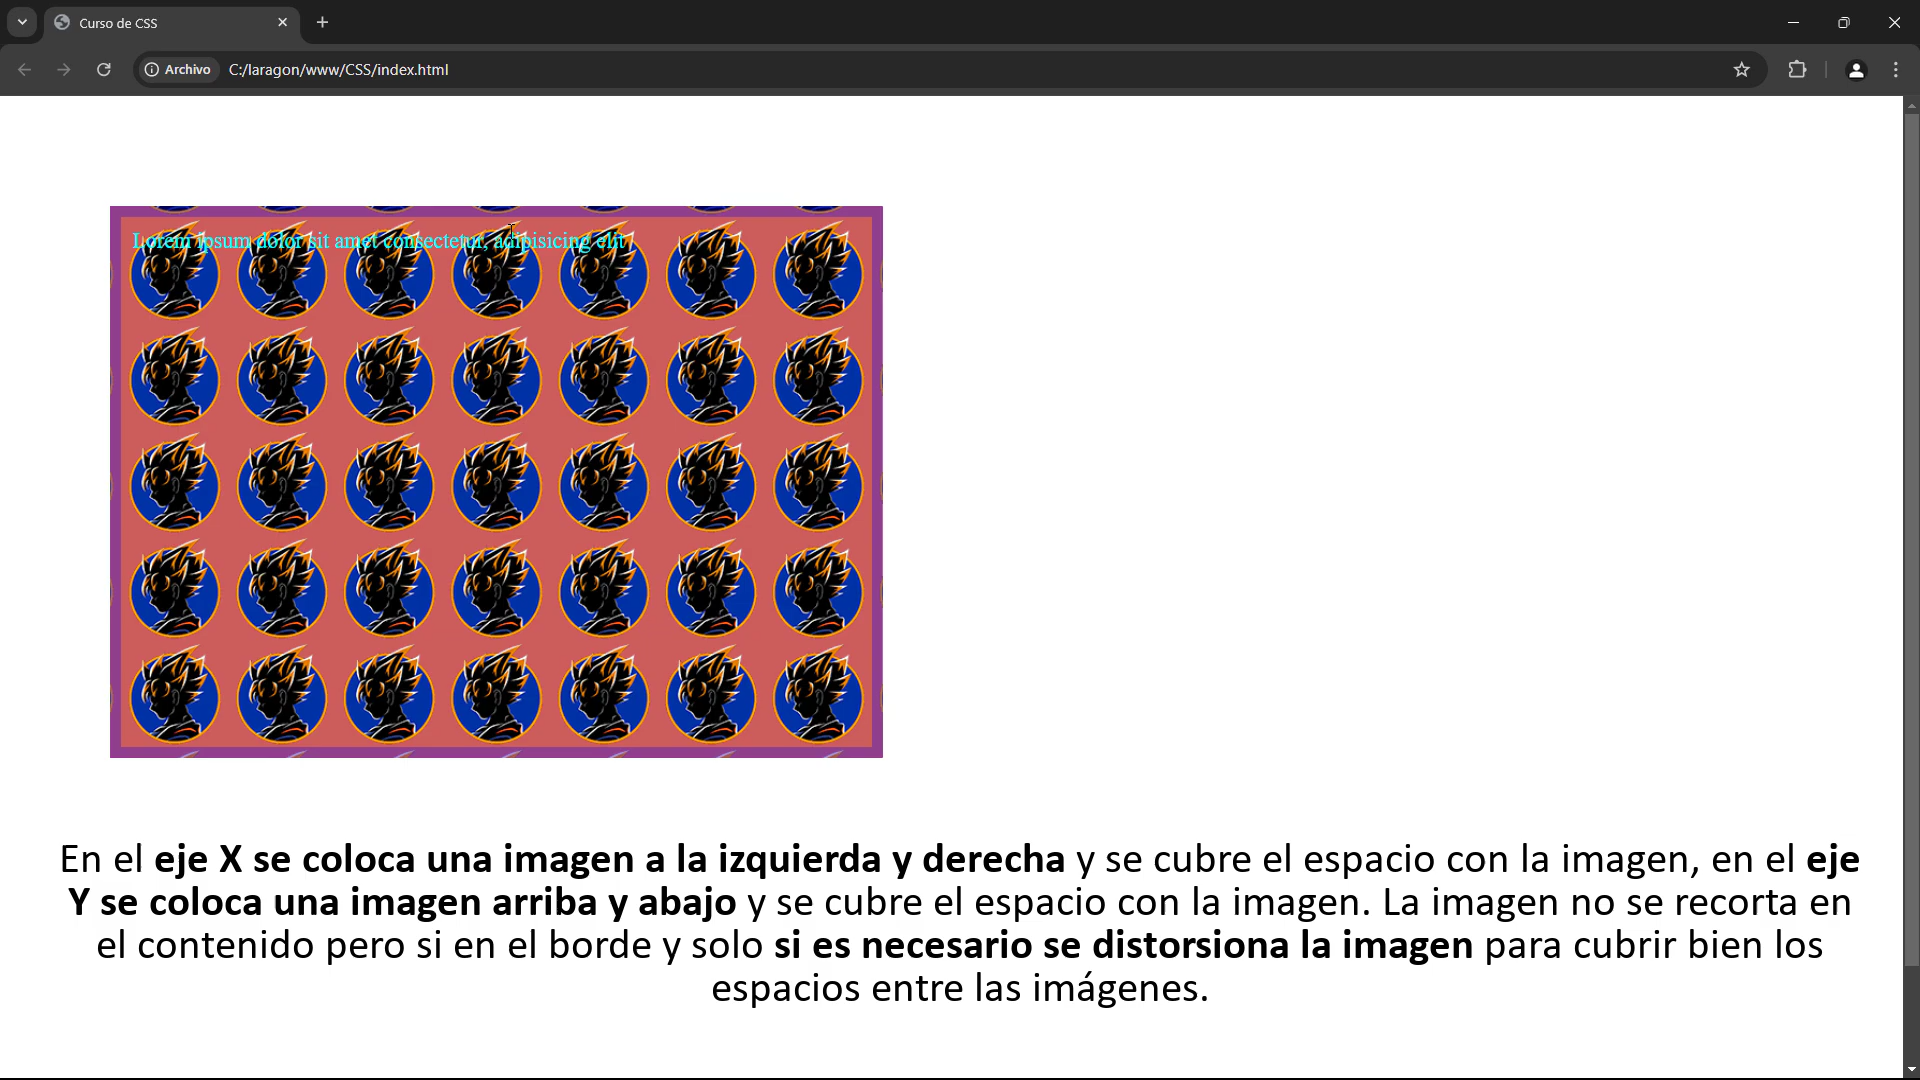 Curso de CSS
Archivo
C:/laragon/www/CSS/index.html
Lorem ipsum dolor sit amet consectetur, adipisicing elit
En el eje X se coloca una imagen a la izquierda y derecha y se cubre el espacio con la imagen, en el eje
Y se coloca una imagen arriba y abajo y se cubre el espacio con la imagen. La imagen no se recorta en
el contenido pero si en el borde y solo si es necesario se distorsiona la imagen para cubrir bien los
espacios entre las imágenes.